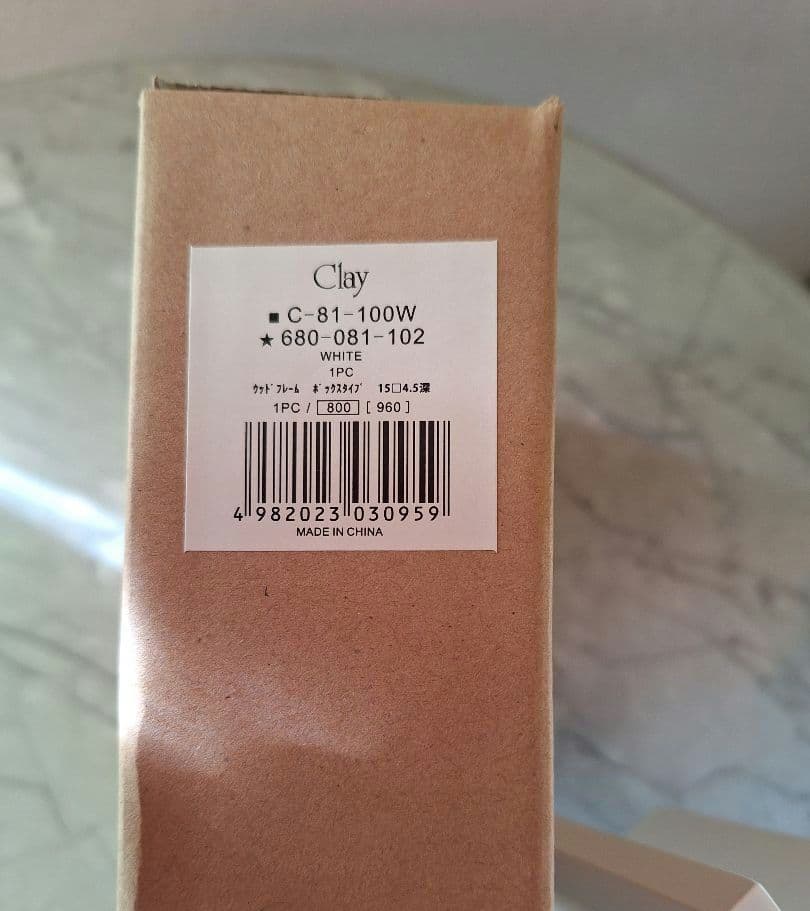 Clay
■ C-81-100W
★ 680-081-102
WHITE
1PC
ｳｯﾄﾞﾌﾚｰﾑ ﾎﾞｯｸｽﾀｲﾌﾟ 15□4.5深
1PC / 800 [ 960 ]
4 982023 030959
MADE IN CHINA